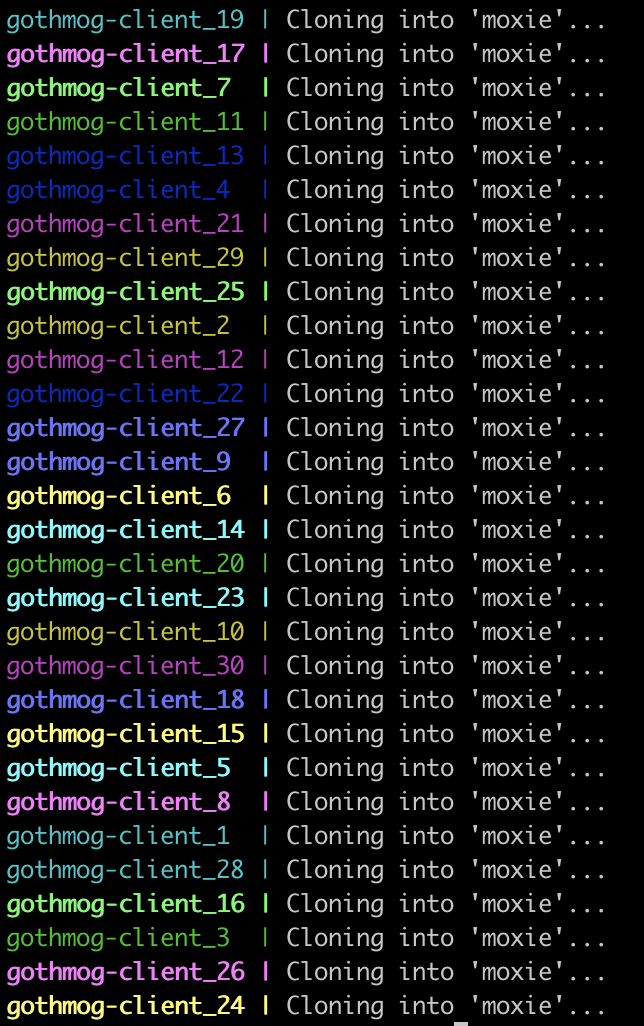 gothmog-client_19 | Cloning into 'moxie'...
gothmog-client_17 | Cloning into 'moxie'...
gothmog-client_7  | Cloning into 'moxie'...
gothmog-client_11 | Cloning into 'moxie'...
gothmog-client_13 | Cloning into 'moxie'...
gothmog-client_4  | Cloning into 'moxie'...
gothmog-client_21 | Cloning into 'moxie'...
gothmog-client_29 | Cloning into 'moxie'...
gothmog-client_25 | Cloning into 'moxie'...
gothmog-client_2  | Cloning into 'moxie'...
gothmog-client_12 | Cloning into 'moxie'...
gothmog-client_22 | Cloning into 'moxie'...
gothmog-client_27 | Cloning into 'moxie'...
gothmog-client_9  | Cloning into 'moxie'...
gothmog-client_6  | Cloning into 'moxie'...
gothmog-client_14 | Cloning into 'moxie'...
gothmog-client_20 | Cloning into 'moxie'...
gothmog-client_23 | Cloning into 'moxie'...
gothmog-client_10 | Cloning into 'moxie'...
gothmog-client_30 | Cloning into 'moxie'...
gothmog-client_18 | Cloning into 'moxie'...
gothmog-client_15 | Cloning into 'moxie'...
gothmog-client_5  | Cloning into 'moxie'...
gothmog-client_8  | Cloning into 'moxie'...
gothmog-client_1  | Cloning into 'moxie'...
gothmog-client_28 | Cloning into 'moxie'...
gothmog-client_16 | Cloning into 'moxie'...
gothmog-client_3  | Cloning into 'moxie'...
gothmog-client_26 | Cloning into 'moxie'...
gothmog-client_24 | Cloning into 'moxie'...